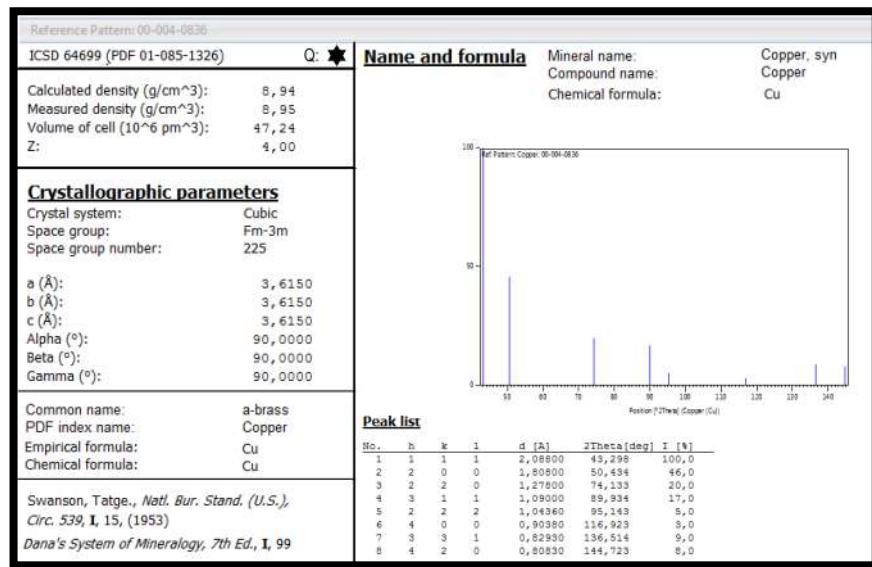 Reference Pattern: 00-004-0836
ICSD 64699 (PDF 01-085-1326) Q:
Calculated density (g/cm^3): 8,94
Measured density (g/cm^3): 8,95
Volume of cell (10^6 pm^3): 47,24
Z: 4,00
Crystallographic parameters
Crystal system: Cubic
Space group: Fm-3m
Space group number: 225
a (Å): 3,6150
b (Å): 3,6150
c (Å): 3,6150
Alpha (°): 90,0000
Beta (°): 90,0000
Gamma (°): 90,0000
Common name: a-brass
PDF index name: Copper
Empirical formula: Cu
Chemical formula: Cu
Swanson, Tatge., Natl. Bur. Stand. (U.S.),
Circ. 539, I, 15, (1953)
Dana's System of Mineralogy, 7th Ed., I, 99
Name and formula
Mineral name: Copper, syn
Compound name: Copper
Chemical formula: Cu
Ref. Pattern: Copper, 00-004-0836
100
50
0
50 60 70 80 90 100 110 120 130 140
Position [°2Theta] (Copper (Cu))
Peak list
No. h k l d [A] 2Theta[deg] I [%]
1 1 1 1 2,08800 43,298 100,0
2 2 0 0 1,80800 50,434 46,0
3 2 2 0 1,27800 74,133 20,0
4 3 1 1 1,09000 89,934 17,0
5 2 2 2 1,04360 95,143 5,0
6 4 0 0 0,90380 116,923 3,0
7 3 3 1 0,82930 136,514 9,0
8 4 2 0 0,80830 144,723 8,0